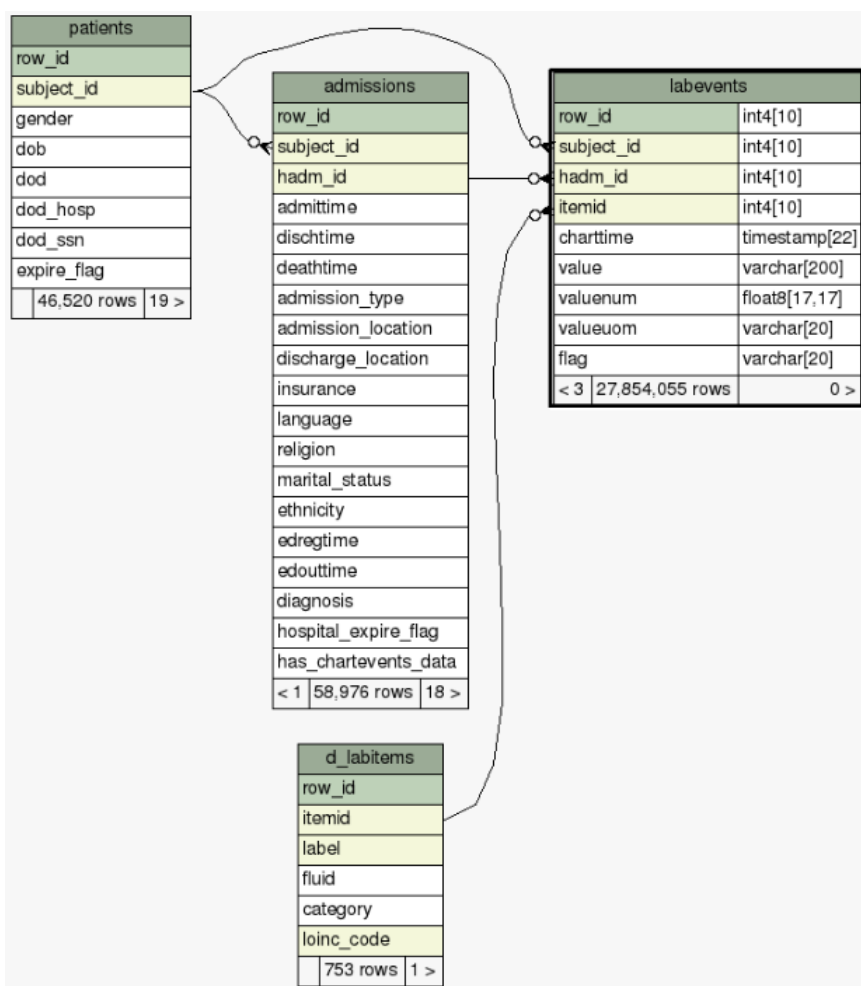 patients
row_id
subject_id
gender
dob
dod
dod_hosp
dod_ssn
expire_flag
46,520 rows 19 >
admissions
row_id
subject_id
hadm_id
admittime
dischtime
deathtime
admission_type
admission_location
discharge_location
insurance
language
religion
marital_status
ethnicity
edregtime
edouttime
diagnosis
hospital_expire_flag
has_chartevents_data
< 1 58,976 rows 18 >
labevents
row_id int4[10]
subject_id int4[10]
hadm_id int4[10]
itemid int4[10]
charttime timestamp[22]
value varchar[200]
valuenum float8[17,17]
valueuom varchar[20]
flag varchar[20]
< 3 27,854,055 rows 0 >
d_labitems
row_id
itemid
label
fluid
category
loinc_code
753 rows 1 >